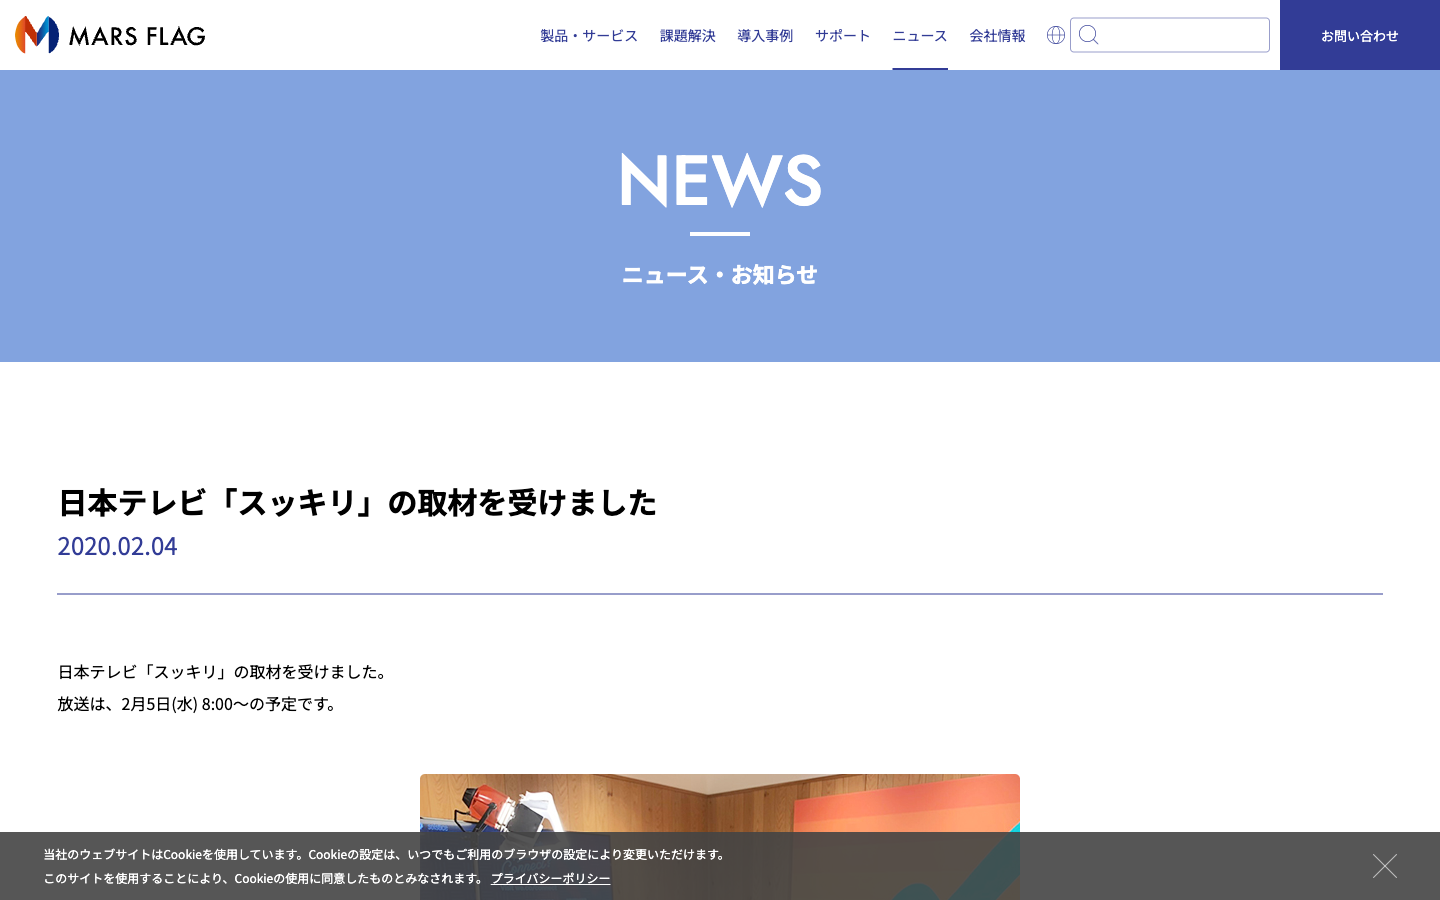 MARS FLAG
製品・サービス 課題解決 導入事例 サポート ニュース 会社情報 お問い合わせ
NEWS
ニュース・お知らせ
日本テレビ「スッキリ」の取材を受けました
2020.02.04
日本テレビ「スッキリ」の取材を受けました。
放送は、2月5日(水) 8:00〜の予定です。
当社のウェブサイトはCookieを使用しています。Cookieの設定は、いつでもご利用のブラウザの設定により変更いただけます。
このサイトを使用することにより、Cookieの使用に同意したものとみなされます。 プライバシーポリシー